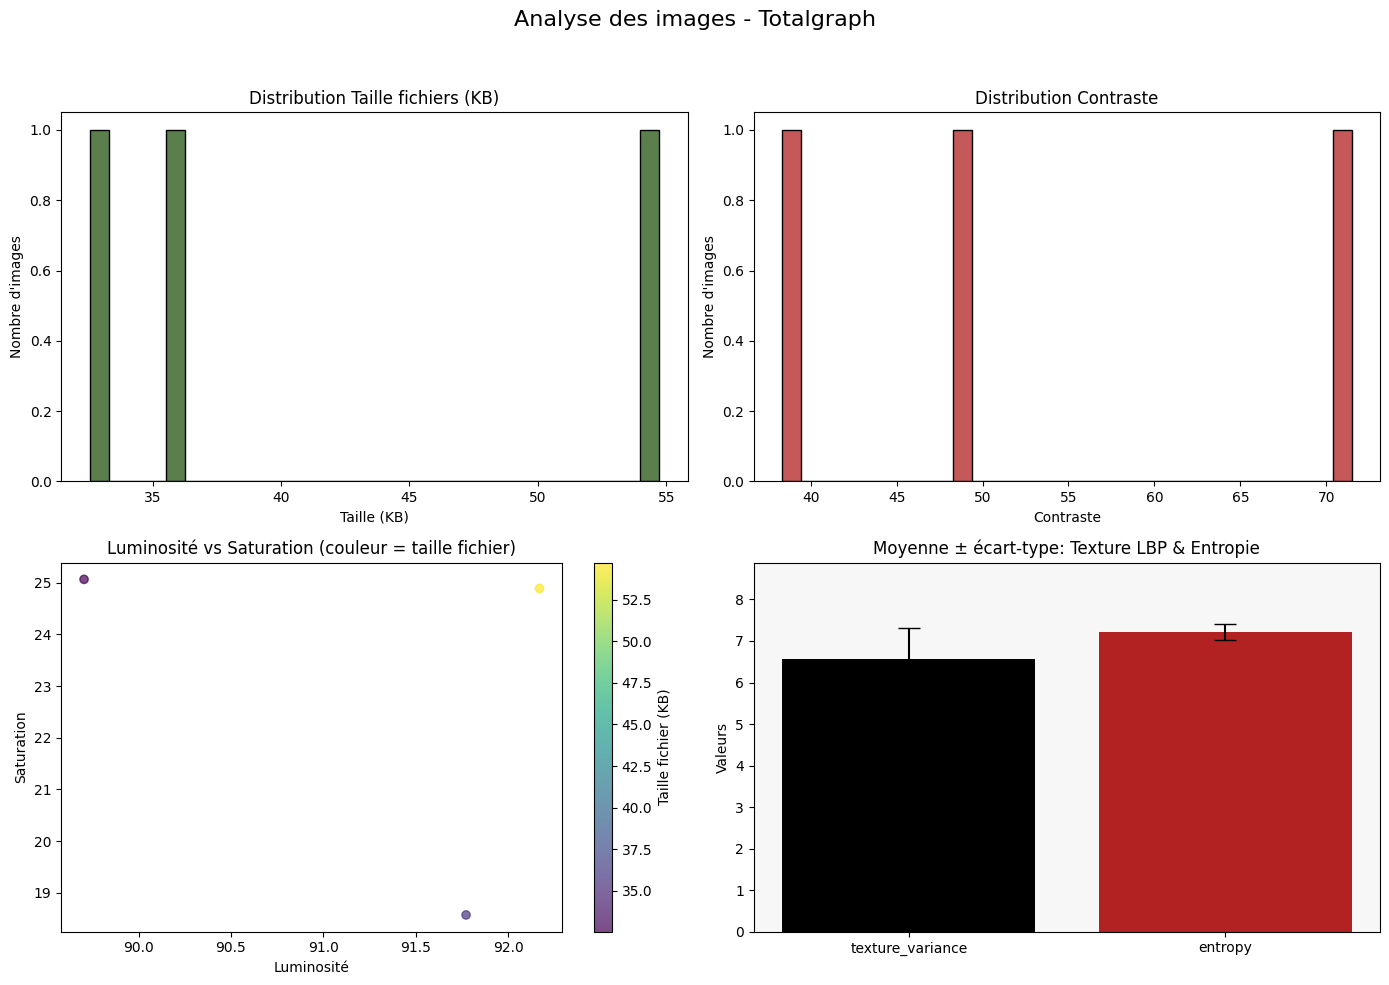 Analyse des images - Totalgraph
Distribution Taille fichiers (KB)
Nombre d'images
1.0
0.8
0.6
0.4
0.2
0.0
35 40 45 50 55
Taille (KB)
Distribution Contraste
Nombre d'images
1.0
0.8
0.6
0.4
0.2
0.0
40 45 50 55 60 65 70
Contraste
Luminosité vs Saturation (couleur = taille fichier)
Saturation
25
24
23
22
21
20
19
90.0 90.5 91.0 91.5 92.0
Luminosité
52.5
50.0
47.5
45.0
42.5
40.0
37.5
35.0
Taille fichier (KB)
Moyenne ± écart-type: Texture LBP & Entropie
Valeurs
8
7
6
5
4
3
2
1
0
texture_variance entropy